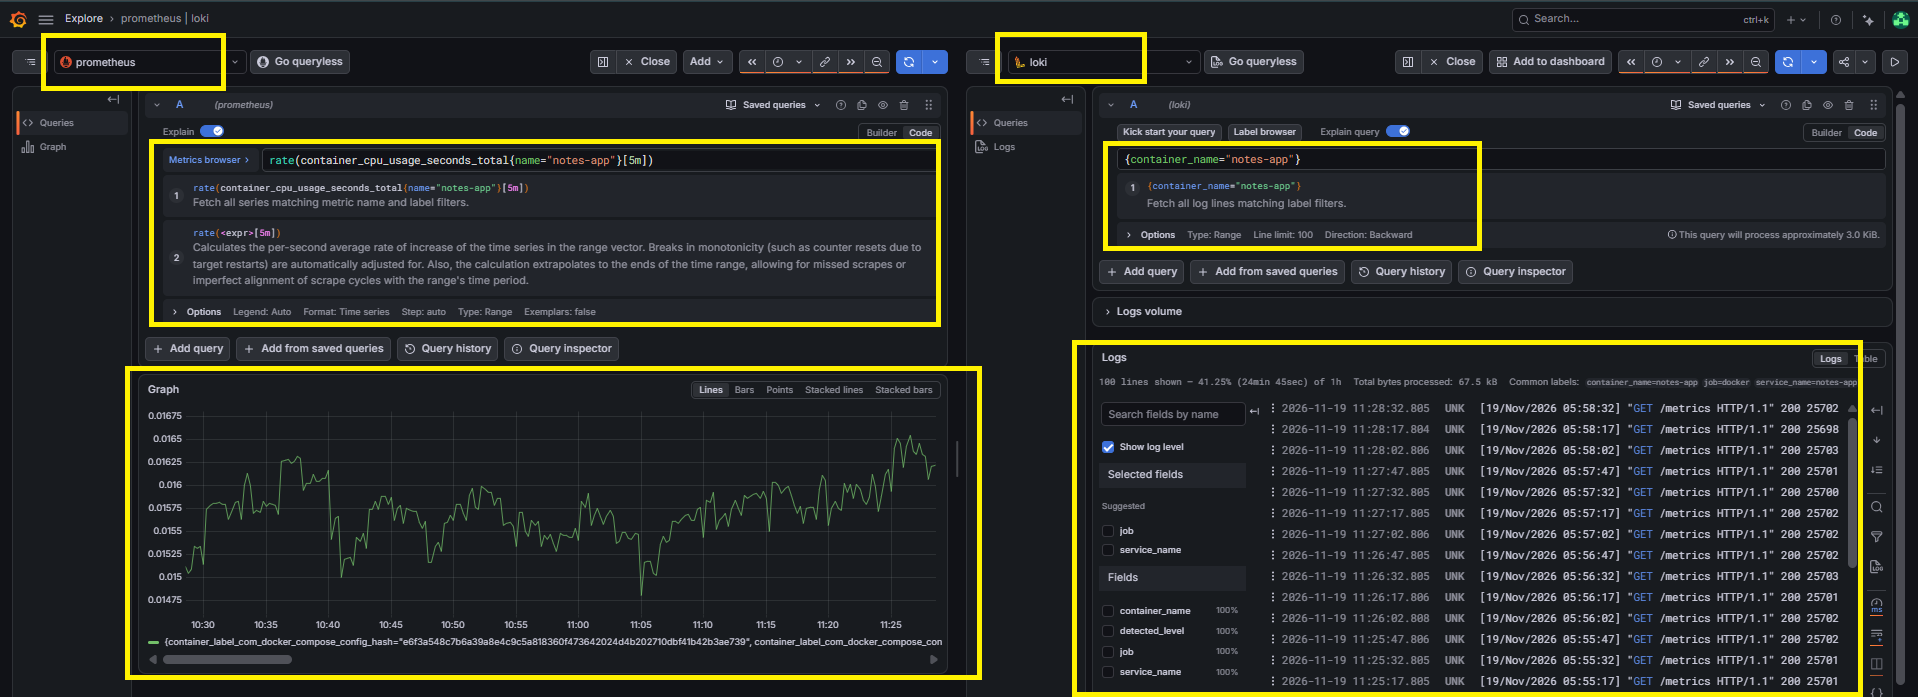 Explore › prometheus | loki
Search... ctrl+k
prometheus
Go queryless
Close
Add
Queries
Graph
A (prometheus)
Saved queries
Explain
Builder Code
Metrics browser > rate(container_cpu_usage_seconds_total{name="notes-app"}[5m])
1 rate(container_cpu_usage_seconds_total{name="notes-app"}[5m])
Fetch all series matching metric name and label filters.
rate(<expr>[5m])
Calculates the per-second average rate of increase of the time series in the range vector. Breaks in monotonicity (such as counter resets due to
2 target restarts) are automatically adjusted for. Also, the calculation extrapolates to the ends of the time range, allowing for missed scrapes or
imperfect alignment of scrape cycles with the range's time period.
> Options Legend: Auto Format: Time series Step: auto Type: Range Exemplars: false
+ Add query + Add from saved queries Query history Query inspector
Graph
Lines Bars Points Stacked lines Stacked bars
0.01675
0.0165
0.01625
0.016
0.01575
0.0155
0.01525
0.015
0.01475
10:30 10:35 10:40 10:45 10:50 10:55 11:00 11:05 11:10 11:15 11:20 11:25
{container_label_com_docker_compose_config_hash="e6f3a548c7b6a39a8e4c9c5a818360f473642024d4b202710dbf41b42b3ae739", container_label_com_docker_compose_con
loki
Go queryless
Close
Add to dashboard
Queries
Logs
A (loki)
Saved queries
Kick start your query Label browser Explain query
Builder Code
{container_name="notes-app"}
1 {container_name="notes-app"}
Fetch all log lines matching label filters.
> Options Type: Range Line limit: 100 Direction: Backward
This query will process approximately 3.0 KiB.
+ Add query + Add from saved queries Query history Query inspector
> Logs volume
Logs
Logs Table
100 lines shown — 41.25% (24min 45sec) of 1h Total bytes processed: 67.5 kB Common labels: container_name=notes-app job=docker service_name=notes-app
Search fields by name
Show log level
Selected fields
Suggested
job
service_name
Fields
container_name 100%
detected_level 100%
job 100%
service_name 100%
2026-11-19 11:28:32.805 UNK [19/Nov/2026 05:58:32] "GET /metrics HTTP/1.1" 200 25702
2026-11-19 11:28:17.804 UNK [19/Nov/2026 05:58:17] "GET /metrics HTTP/1.1" 200 25698
2026-11-19 11:28:02.806 UNK [19/Nov/2026 05:58:02] "GET /metrics HTTP/1.1" 200 25703
2026-11-19 11:27:47.805 UNK [19/Nov/2026 05:57:47] "GET /metrics HTTP/1.1" 200 25701
2026-11-19 11:27:32.805 UNK [19/Nov/2026 05:57:32] "GET /metrics HTTP/1.1" 200 25700
2026-11-19 11:27:17.805 UNK [19/Nov/2026 05:57:17] "GET /metrics HTTP/1.1" 200 25702
2026-11-19 11:27:02.806 UNK [19/Nov/2026 05:57:02] "GET /metrics HTTP/1.1" 200 25702
2026-11-19 11:26:47.805 UNK [19/Nov/2026 05:56:47] "GET /metrics HTTP/1.1" 200 25702
2026-11-19 11:26:32.805 UNK [19/Nov/2026 05:56:32] "GET /metrics HTTP/1.1" 200 25703
2026-11-19 11:26:17.806 UNK [19/Nov/2026 05:56:17] "GET /metrics HTTP/1.1" 200 25701
2026-11-19 11:26:02.808 UNK [19/Nov/2026 05:56:02] "GET /metrics HTTP/1.1" 200 25702
2026-11-19 11:25:47.806 UNK [19/Nov/2026 05:55:47] "GET /metrics HTTP/1.1" 200 25702
2026-11-19 11:25:32.805 UNK [19/Nov/2026 05:55:32] "GET /metrics HTTP/1.1" 200 25701
2026-11-19 11:25:17.805 UNK [19/Nov/2026 05:55:17] "GET /metrics HTTP/1.1" 200 25701